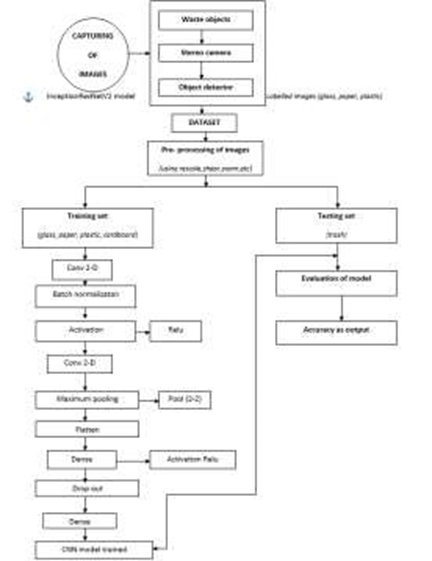 CAPTURING
OF
IMAGES
Waste objects
Stereo camera
Object detector
InceptionResNetV2 model
Labelled images (glass, paper, plastic)
DATASET
Pre- processing of images
(using rescale, shear, zoom, etc)
Training set
(glass, paper, plastic, cardboard)
Testing set
(trash)
Conv 2-D
Batch normalization
Activation
Relu
Conv 2-D
Maximum pooling
Pool (2-2)
Flatten
Dense
Activation Relu
Drop out
Dense
CNN model trained
Evaluation of model
Accuracy as output